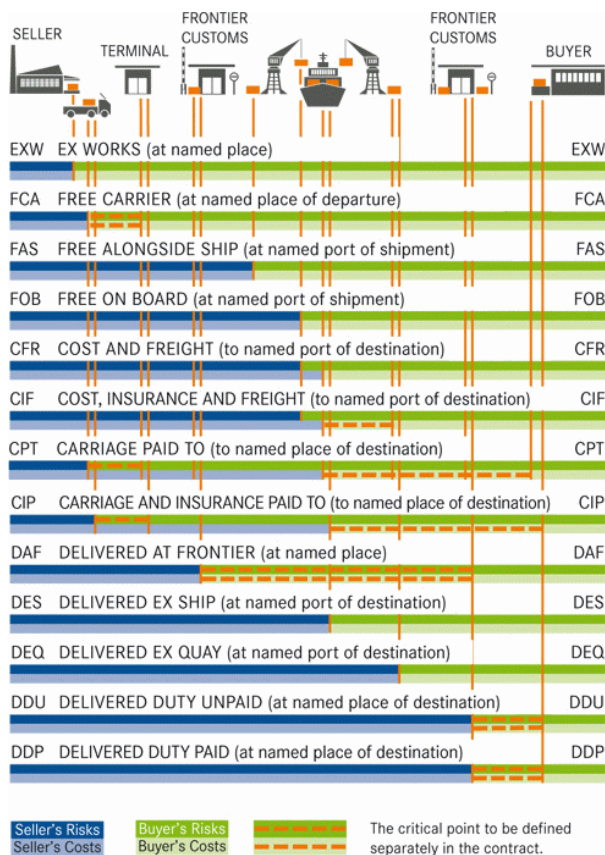 SELLER
TERMINAL
FRONTIER
CUSTOMS
FRONTIER
CUSTOMS
BUYER
EXW EX WORKS (at named place) EXW
FCA FREE CARRIER (at named place of departure) FCA
FAS FREE ALONGSIDE SHIP (at named port of shipment) FAS
FOB FREE ON BOARD (at named port of shipment) FOB
CFR COST AND FREIGHT (to named port of destination) CFR
CIF COST, INSURANCE AND FREIGHT (to named port of destination) CIF
CPT CARRIAGE PAID TO (to named place of destination) CPT
CIP CARRIAGE AND INSURANCE PAID TO (to named place of destination) CIP
DAF DELIVERED AT FRONTIER (at named place) DAF
DES DELIVERED EX SHIP (at named port of destination) DES
DEQ DELIVERED EX QUAY (at named port of destination) DEQ
DDU DELIVERED DUTY UNPAID (at named place of destination) DDU
DDP DELIVERED DUTY PAID (at named place of destination) DDP
Seller's Risks
Seller's Costs
Buyer's Risks
Buyer's Costs
The critical point to be defined
separately in the contract.